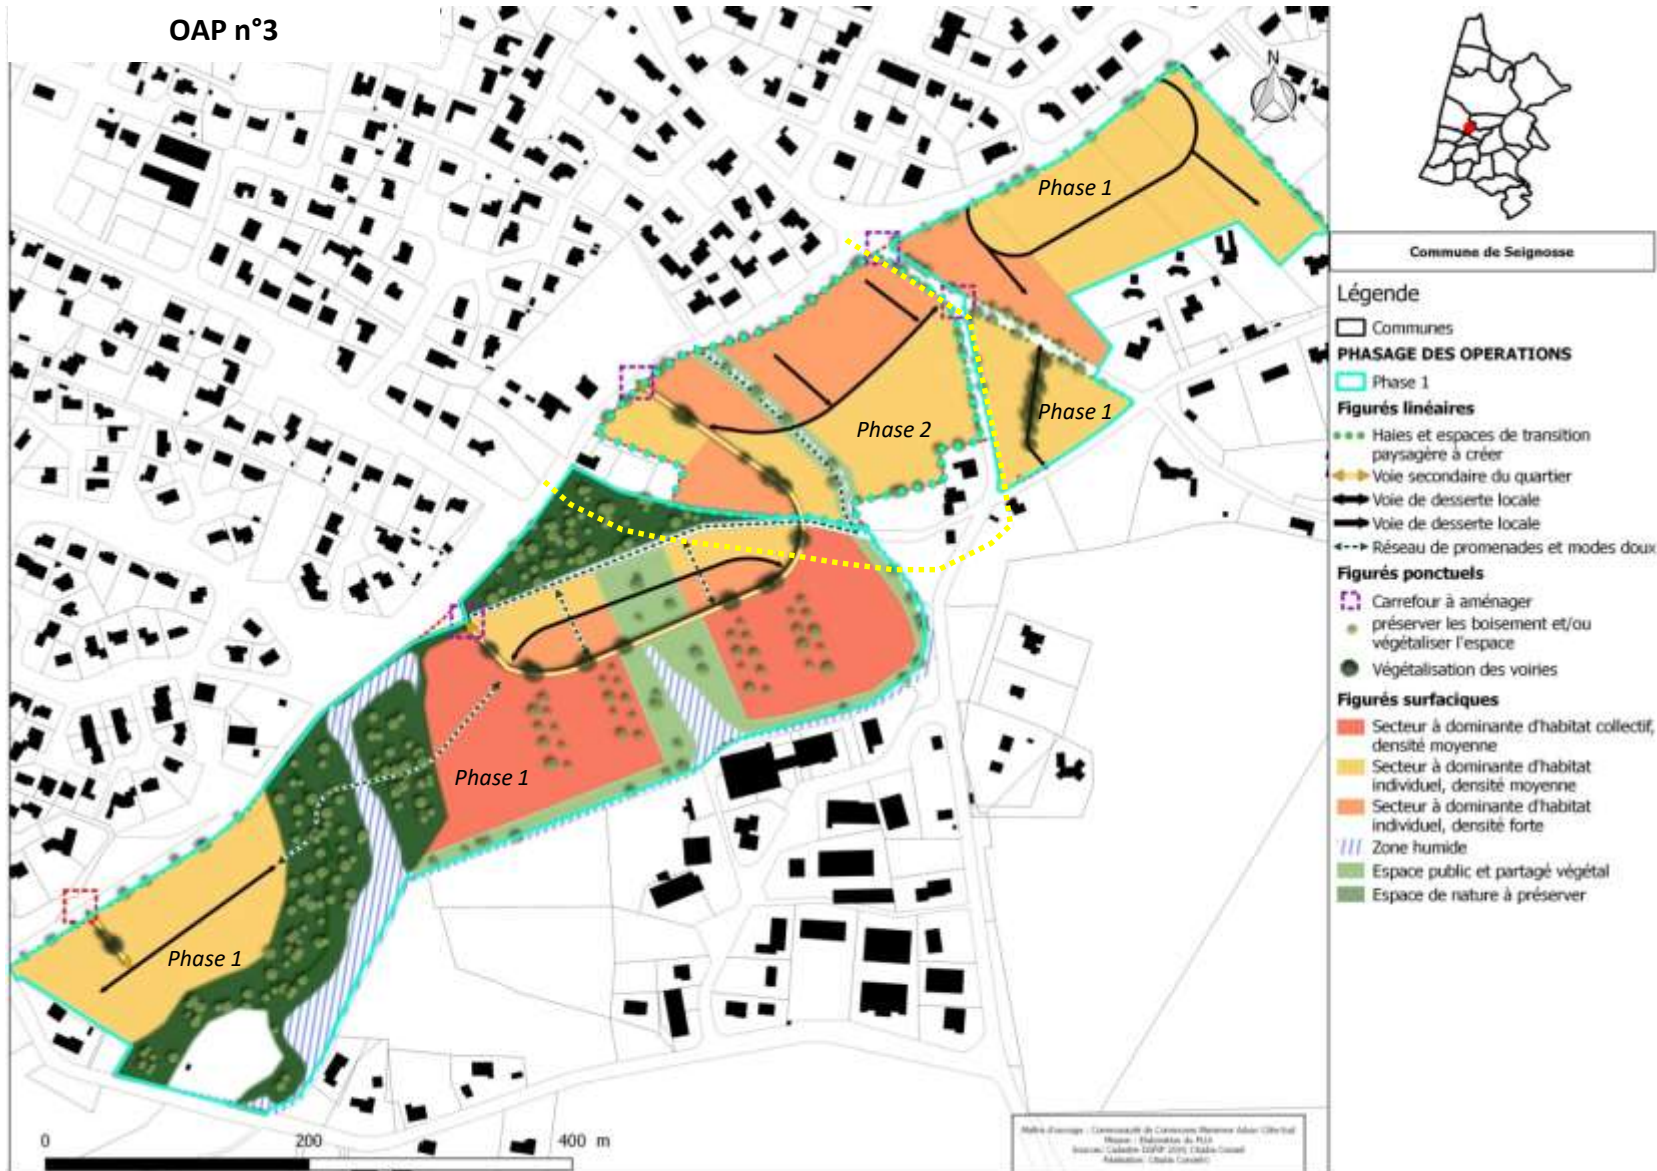 OAP n°3
N
Phase 1
Phase 1
Phase 2
Phase 1
Phase 1
0 200 400 m
Commune de Seignosse
Légende
Communes
PHASAGE DES OPERATIONS
Phase 1
Figurés linéaires
Haies et espaces de transition
paysagère à créer
Voie secondaire du quartier
Voie de desserte locale
Voie de desserte locale
Réseau de promenades et modes doux
Figurés ponctuels
Carrefour à aménager
préserver les boisement et/ou
végétaliser l'espace
Végétalisation des voiries
Figurés surfaciques
Secteur à dominante d'habitat collectif,
densité moyenne
Secteur à dominante d'habitat
individuel, densité moyenne
Secteur à dominante d'habitat
individuel, densité forte
Zone humide
Espace public et partagé végétal
Espace de nature à préserver